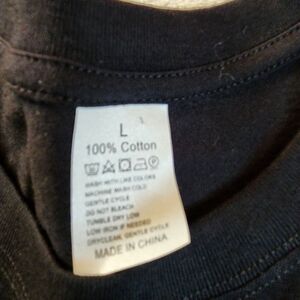 L
100% Cotton
WASH WITH LIKE COLORS
MACHINE WASH COLD
GENTLE CYCLE
DO NOT BLEACH
TUMBLE DRY LOW
LOW IRON IF NEEDED
DRYCLEAN, GENTLE CYCLE
MADE IN CHINA